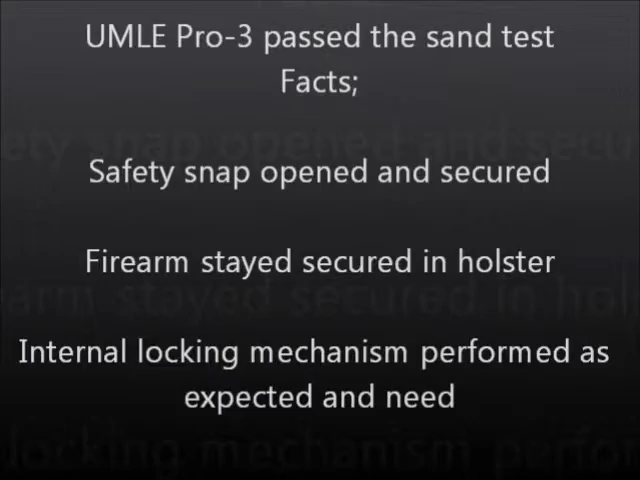 UMLE Pro-3 passed the sand test
Facts;
Safety snap opened and secured
Firearm stayed secured in holster
Internal locking mechanism performed as
expected and need